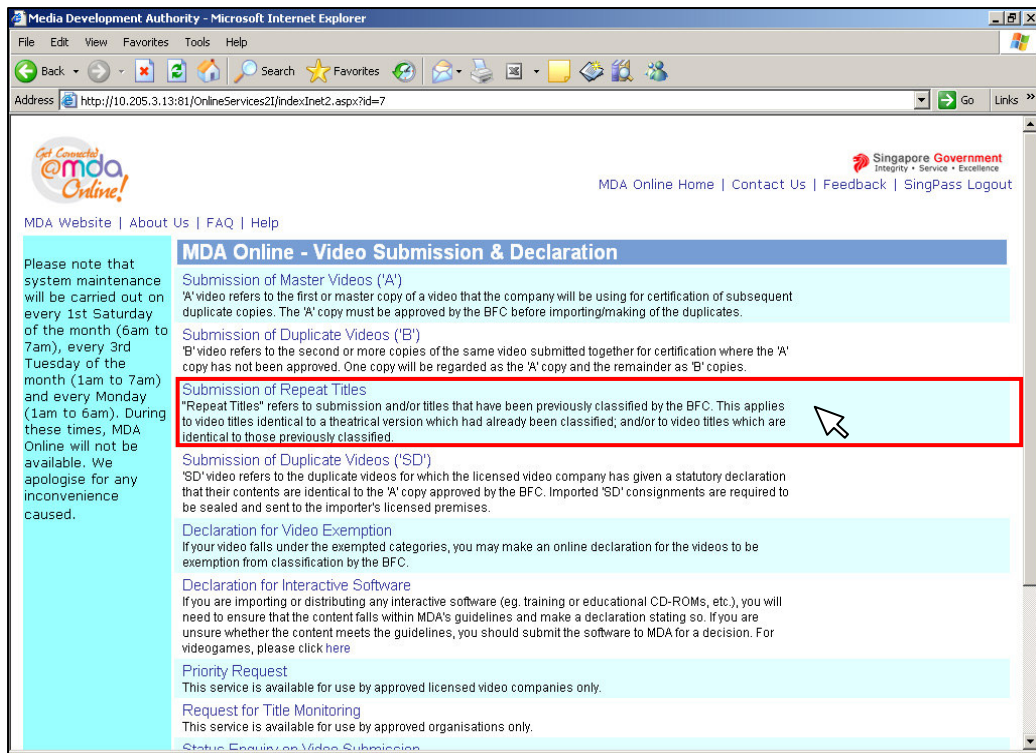 Media Development Authority - Microsoft Internet Explorer
File Edit View Favorites Tools Help
Back Search Favorites
Address http://10.205.3.13:81/OnlineServices2I/indexInet2.aspx?id=7 Go Links »
Get Connected
@mda
Online!
Singapore Government
Integrity • Service • Excellence
MDA Online Home | Contact Us | Feedback | SingPass Logout
MDA Website | About Us | FAQ | Help
Please note that
system maintenance
will be carried out on
every 1st Saturday
of the month (6am to
7am), every 3rd
Tuesday of the
month (1am to 7am)
and every Monday
(1am to 6am). During
these times, MDA
Online will not be
available. We
apologise for any
inconvenience
caused.
MDA Online - Video Submission & Declaration
Submission of Master Videos ('A')
'A' video refers to the first or master copy of a video that the company will be using for certification of subsequent
duplicate copies. The 'A' copy must be approved by the BFC before importing/making of the duplicates.
Submission of Duplicate Videos ('B')
'B' video refers to the second or more copies of the same video submitted together for certification where the 'A'
copy has not been approved. One copy will be regarded as the 'A' copy and the remainder as 'B' copies.
Submission of Repeat Titles
"Repeat Titles" refers to submission and/or titles that have been previously classified by the BFC. This applies
to video titles identical to a theatrical version which had already been classified; and/or to video titles which are
identical to those previously classified.
Submission of Duplicate Videos ('SD')
'SD' video refers to the duplicate videos for which the licensed video company has given a statutory declaration
that their contents are identical to the 'A' copy approved by the BFC. Imported 'SD' consignments are required to
be sealed and sent to the importer's licensed premises.
Declaration for Video Exemption
If your video falls under the exempted categories, you may make an online declaration for the videos to be
exemption from classification by the BFC.
Declaration for Interactive Software
If you are importing or distributing any interactive software (eg. training or educational CD-ROMs, etc.), you will
need to ensure that the content falls within MDA's guidelines and make a declaration stating so. If you are
unsure whether the content meets the guidelines, you should submit the software to MDA for a decision. For
videogames, please click here
Priority Request
This service is available for use by approved licensed video companies only.
Request for Title Monitoring
This service is available for use by approved organisations only.
Status Enquiry on Video Submission